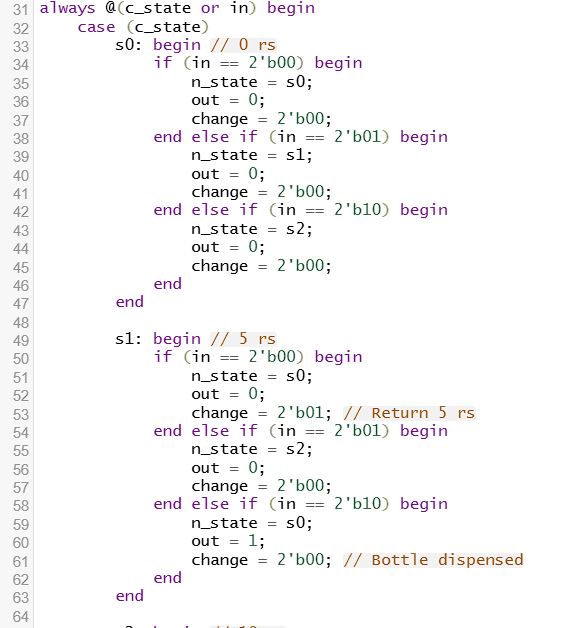 31 always @(c_state or in) begin
32 case (c_state)
33 s0: begin // 0 rs
34 if (in == 2'b00) begin
35 n_state = s0;
36 out = 0;
37 change = 2'b00;
38 end else if (in == 2'b01) begin
39 n_state = s1;
40 out = 0;
41 change = 2'b00;
42 end else if (in == 2'b10) begin
43 n_state = s2;
44 out = 0;
45 change = 2'b00;
46 end
47 end
48
49 s1: begin // 5 rs
50 if (in == 2'b00) begin
51 n_state = s0;
52 out = 0;
53 change = 2'b01; // Return 5 rs
54 end else if (in == 2'b01) begin
55 n_state = s2;
56 out = 0;
57 change = 2'b00;
58 end else if (in == 2'b10) begin
59 n_state = s0;
60 out = 1;
61 change = 2'b00; // Bottle dispensed
62 end
63 end
64